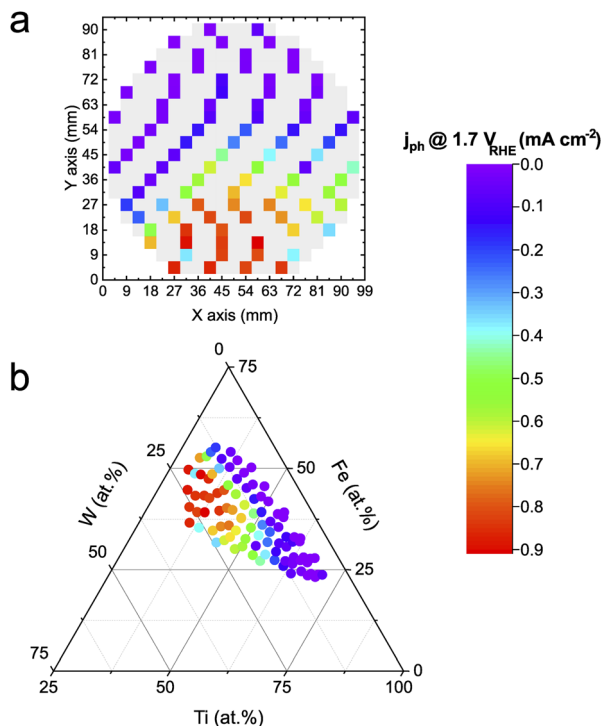 a
90
81
72
63
54
45
36
27
18
9
0
Y axis (mm)
0 9 18 27 36 45 54 63 72 81 90 99
X axis (mm)
j_ph @ 1.7 V_RHE (mA cm⁻²)
0.0
−0.1
−0.2
−0.3
−0.4
−0.5
−0.6
−0.7
−0.8
−0.9
b
0
75
25
50
W (at.%)
Fe (at.%)
50
25
75
0
25 50 75 100
Ti (at.%)